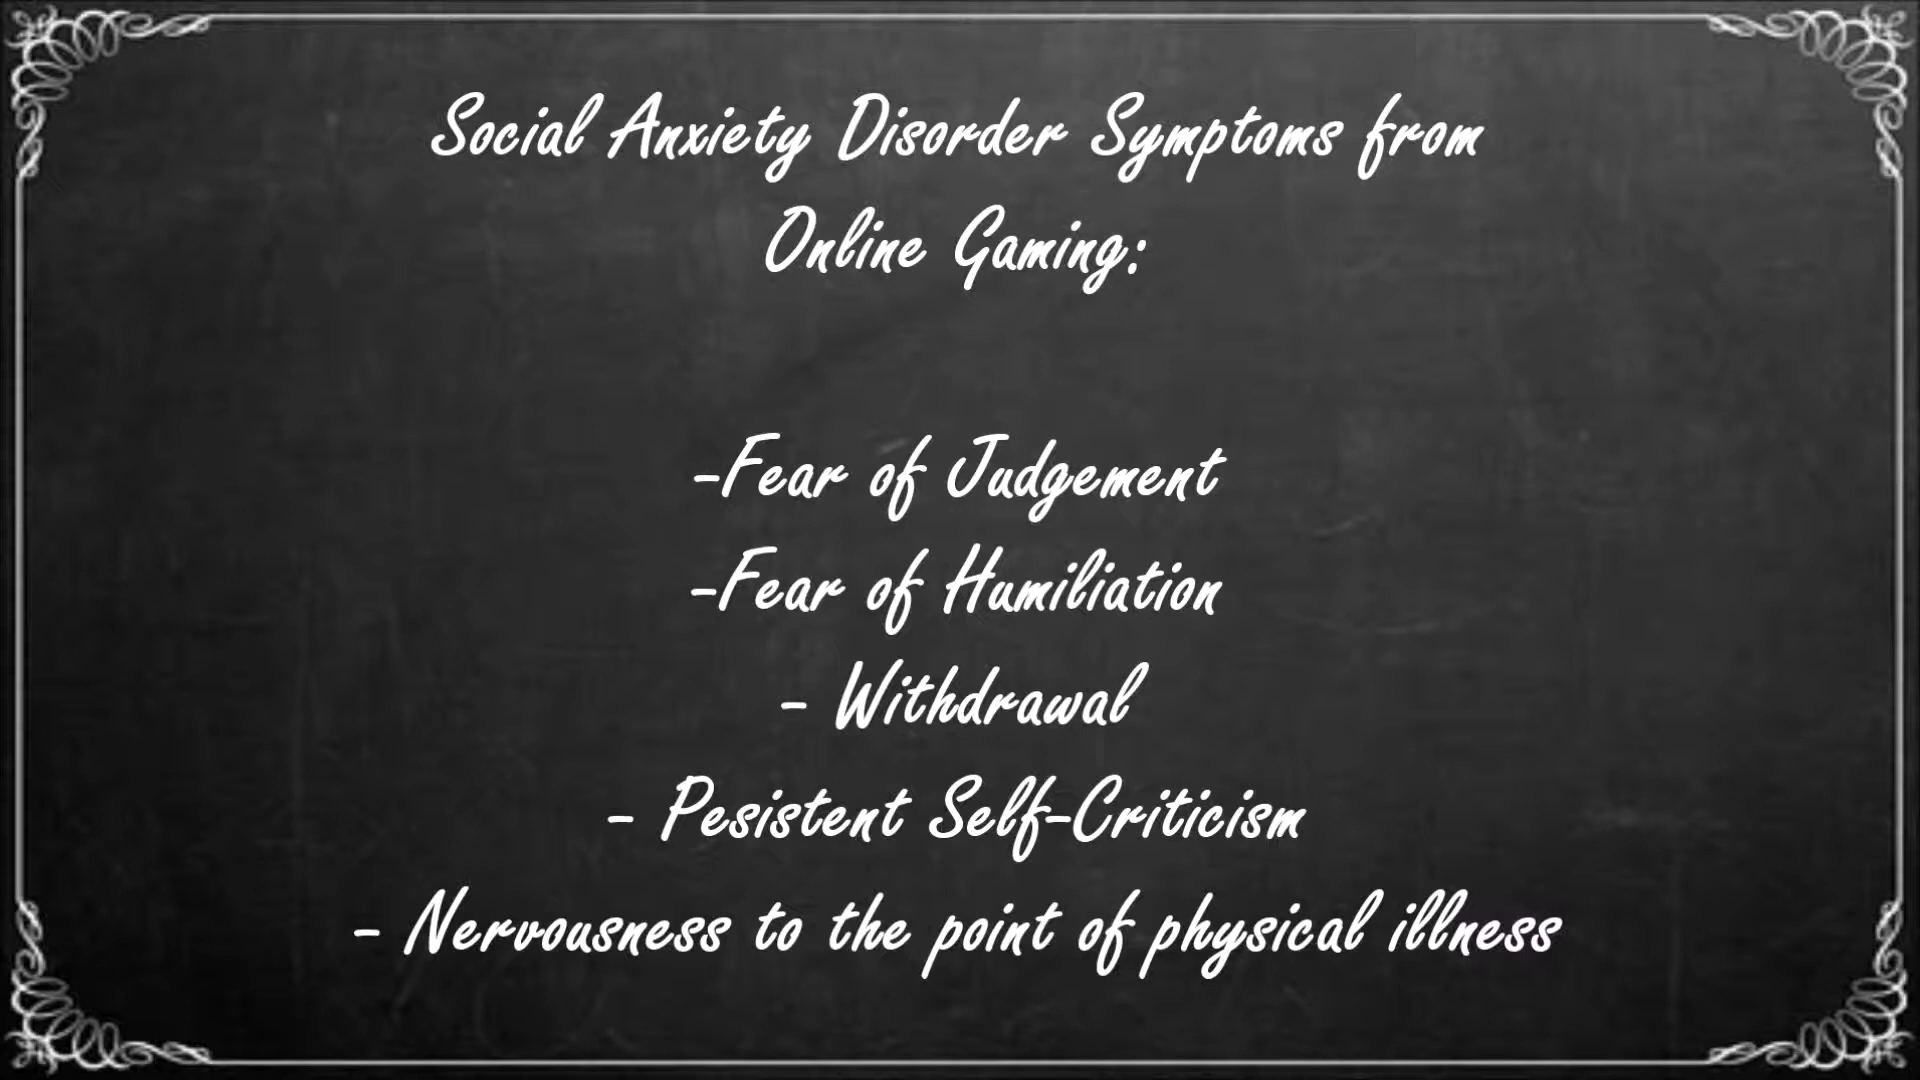 Social Anxiety Disorder Symptoms from
Online Gaming:
-Fear of Judgement
-Fear of Humiliation
- Withdrawal
- Pesistent Self-Criticism
- Nervousness to the point of physical illness